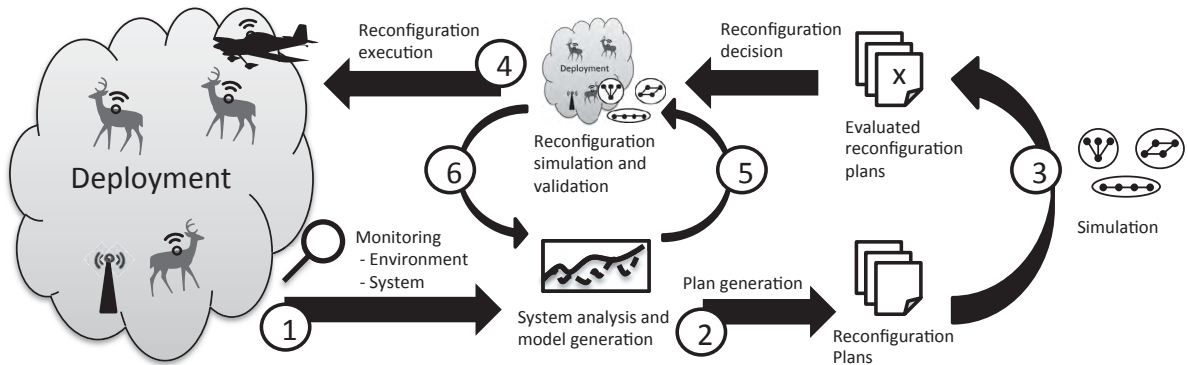 Deployment
Reconfiguration
execution
4
Deployment
Reconfiguration
simulation and
validation
Reconfiguration
decision
X
Evaluated
reconfiguration
plans
3
Simulation
6
5
Monitoring
- Environment
- System
1
System analysis and
model generation
Plan generation
2
Reconfiguration
Plans